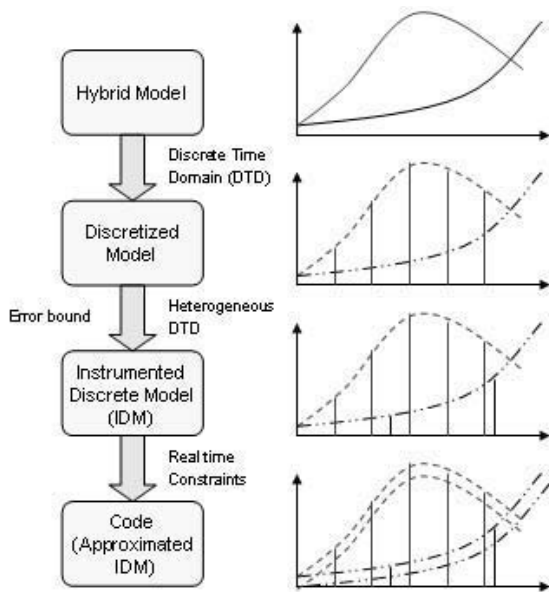 Hybrid Model
Discrete Time
Domain (DTD)
Discretized
Model
Error bound
Heterogeneous
DTD
Instrumented
Discrete Model
(IDM)
Real time
Constraints
Code
(Approximated
IDM)